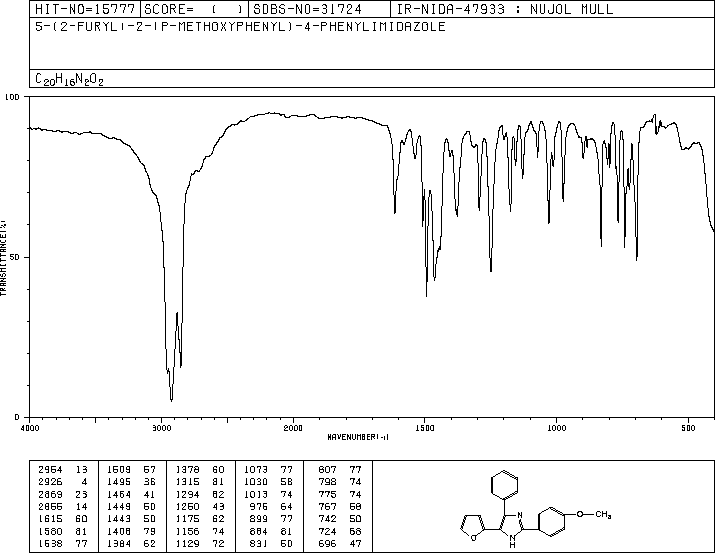 HIT-NO=15777 SCORE= ( ) SDBS-NO=31724 IR-NIDA-47933 : NUJOL MULL
5-(2-FURYL)-2-(P-METHOXYPHENYL)-4-PHENYLIMIDAZOLE
C20H16N2O2
100
50
0
TRANSMITTANCE(%)
4000 3000 2000 1500 1000 500
WAVENUMBER(-1)
2954 13 1509 57 1378 60 1073 77 807 77
2926 4 1495 36 1315 81 1030 58 798 74
2869 23 1464 41 1294 62 1013 74 775 74
2855 14 1449 50 1250 43 975 64 767 58
1615 60 1443 50 1175 62 899 77 742 50
1580 81 1408 79 1156 74 884 81 724 68
1538 77 1384 62 1129 72 831 50 696 47
N
O
NH
O CH3